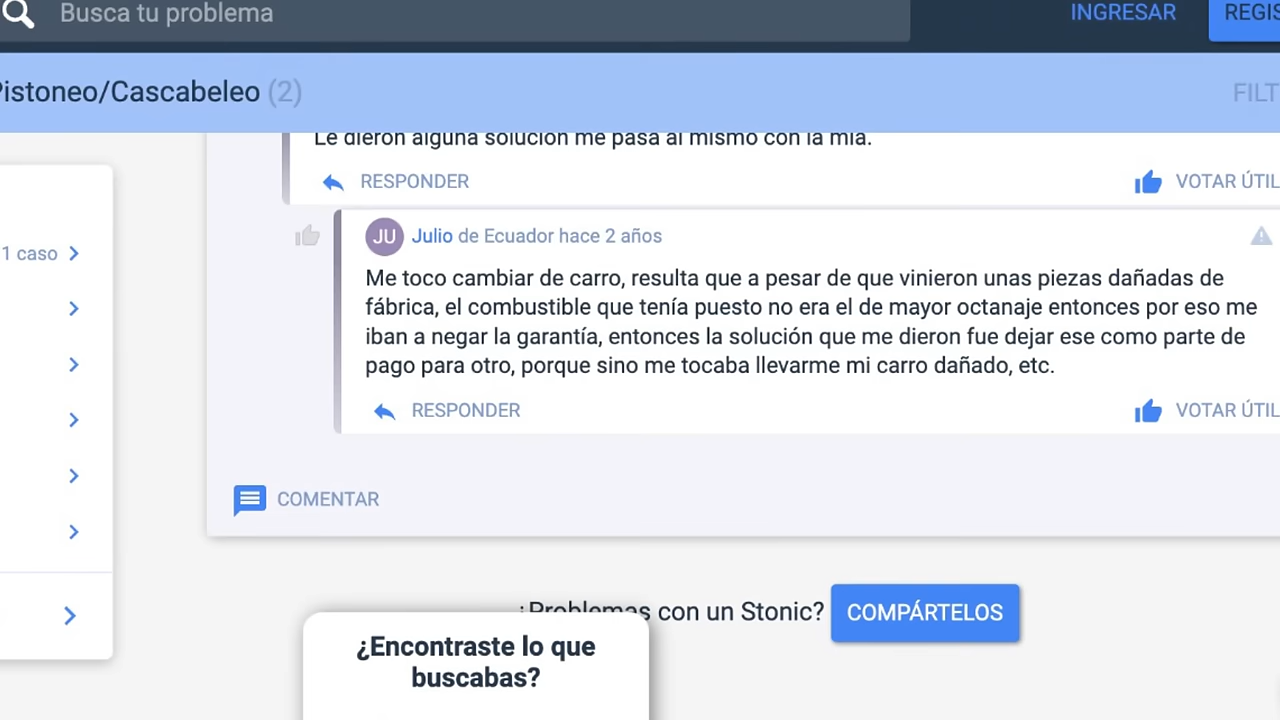 Busca tu problema
INGRESAR
REGIS
Pistoneo/Cascabeleo (2)
FILT
Le dieron alguna solución me pasa al mismo con la mía.
RESPONDER
VOTAR ÚTIL
JU Julio de Ecuador hace 2 años
1 caso
Me toco cambiar de carro, resulta que a pesar de que vinieron unas piezas dañadas de
fábrica, el combustible que tenía puesto no era el de mayor octanaje entonces por eso me
iban a negar la garantía, entonces la solución que me dieron fue dejar ese como parte de
pago para otro, porque sino me tocaba llevarme mi carro dañado, etc.
RESPONDER
VOTAR ÚTIL
COMENTAR
¿Problemas con un Stonic?
COMPÁRTELOS
¿Encontraste lo que
buscabas?